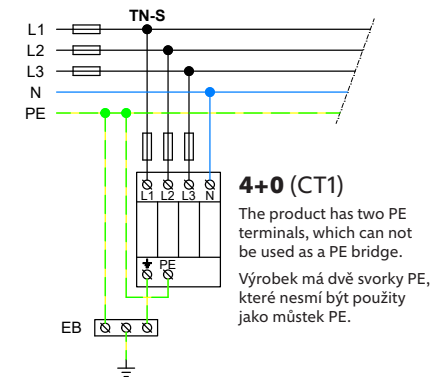 TN-S
L1
L2
L3
N
PE
L1 L2 L3 N
PE
EB
4+0 (CT1)
The product has two PE
terminals, which can not
be used as a PE bridge.
Výrobek má dvě svorky PE,
které nesmí být použity
jako můstek PE.